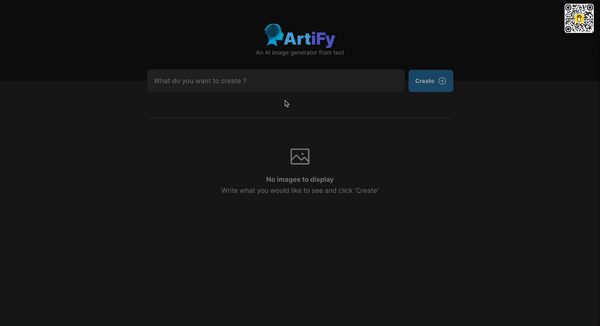 ArtiFy
An AI image generator from text
What do you want to create ?
Create
No images to display
Write what you would like to see and click 'Create'